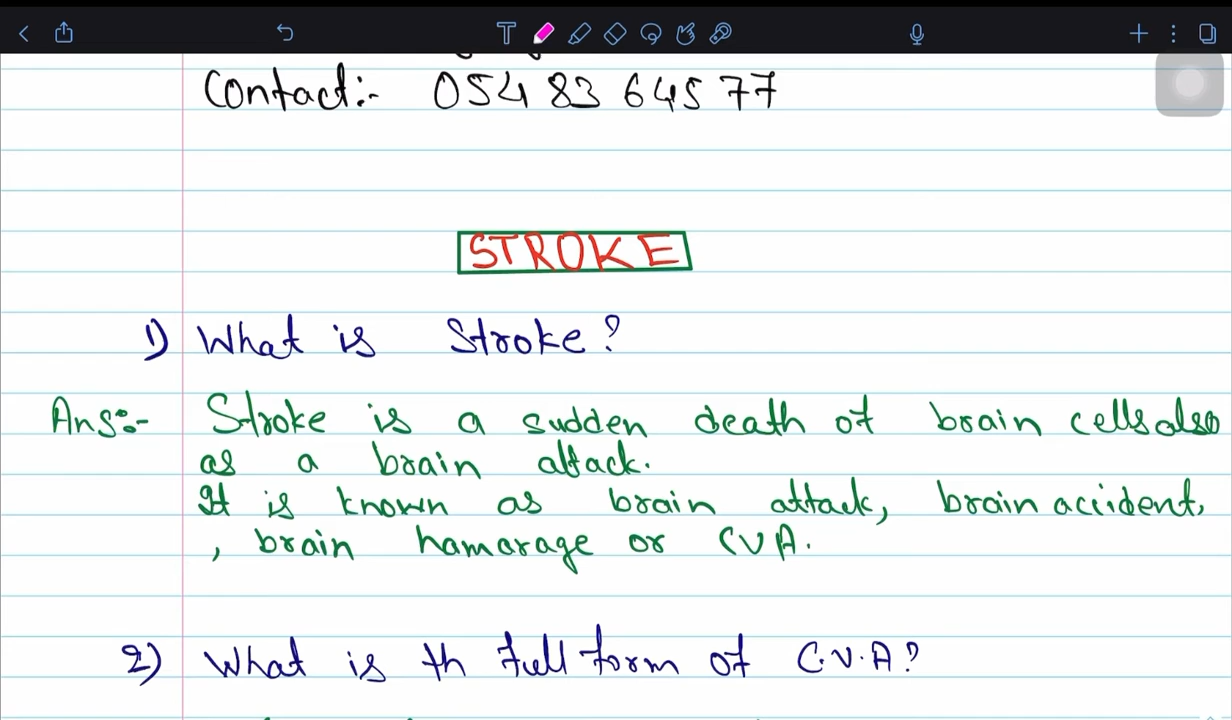 Contact:- 054 83 645 77
STROKE
1) What is Stroke?
Ans:- Stroke is a sudden death of brain cells also
as a brain attack.
It is known as brain attack, brain accident,
, brain hamarage or CVA.
2) What is th full form of C.V.A?